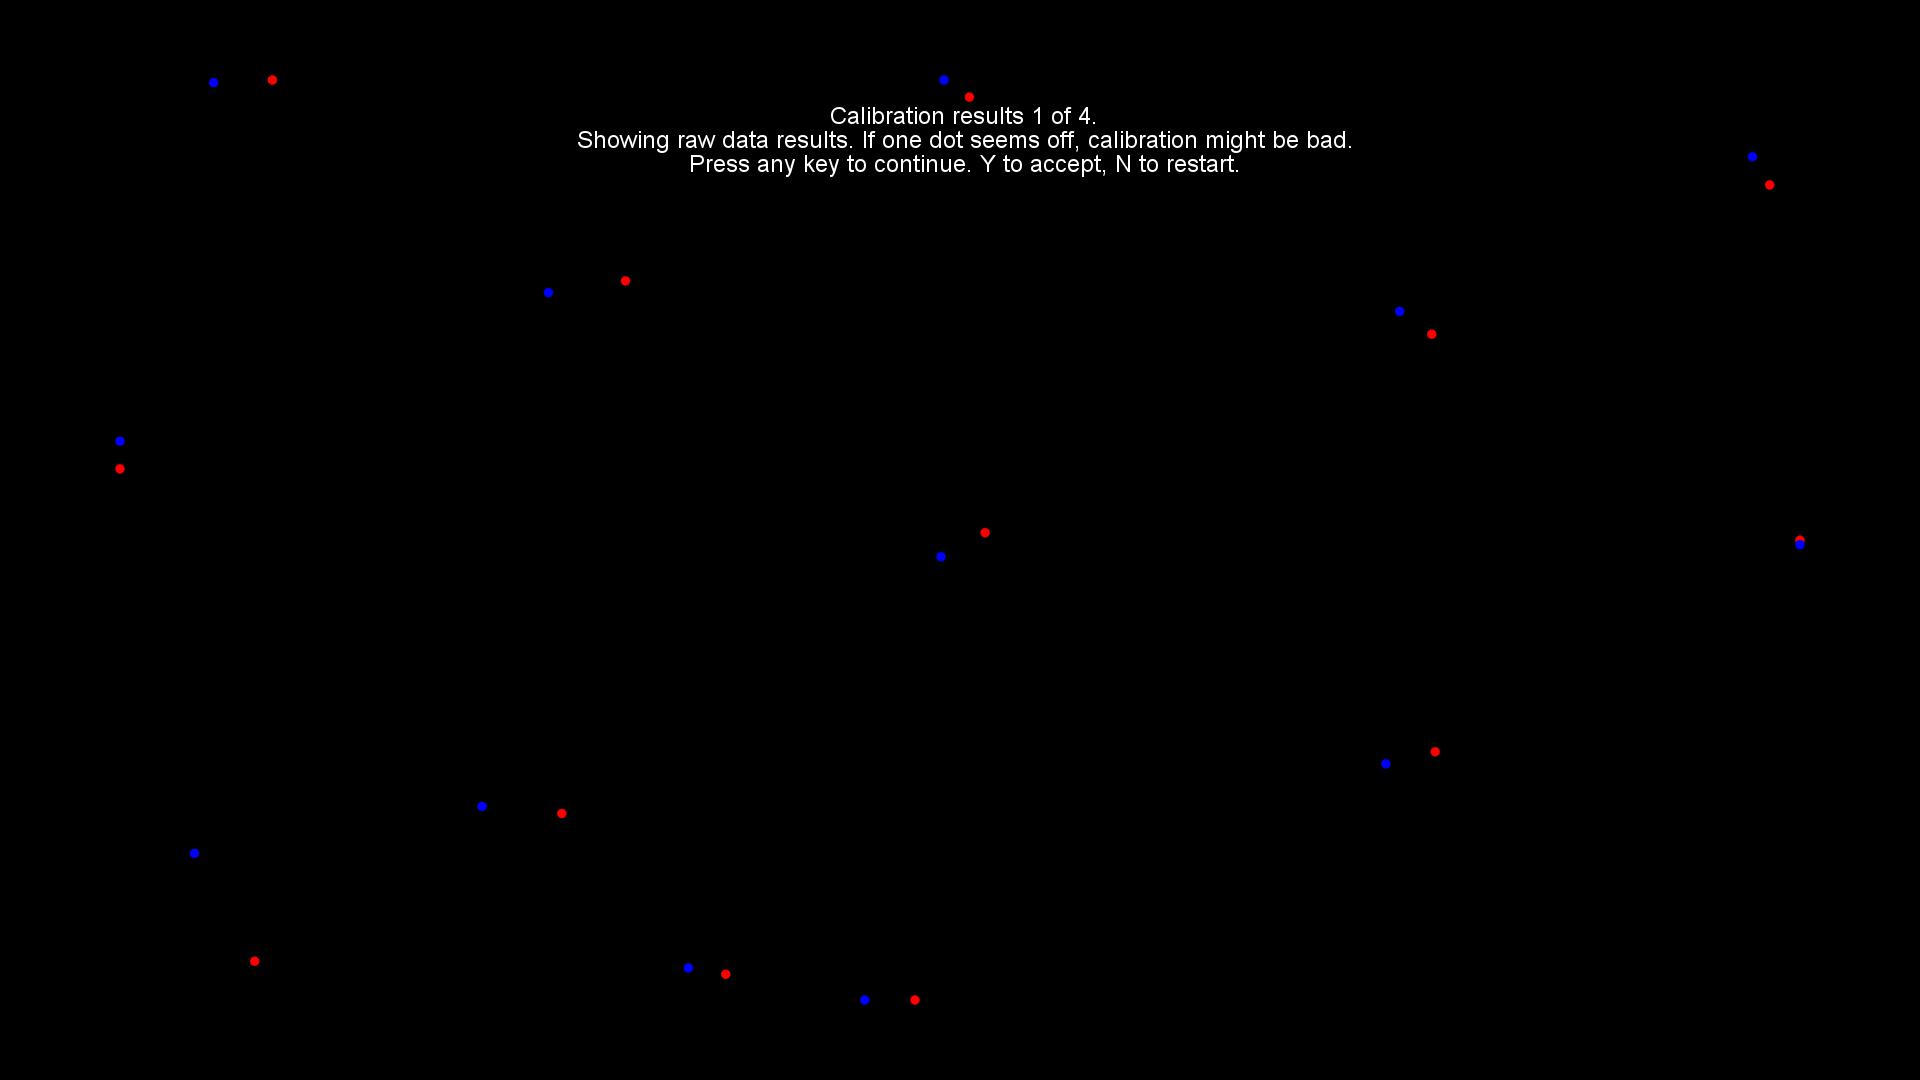 Calibration results 1 of 4.
Showing raw data results. If one dot seems off, calibration might be bad.
Press any key to continue. Y to accept, N to restart.